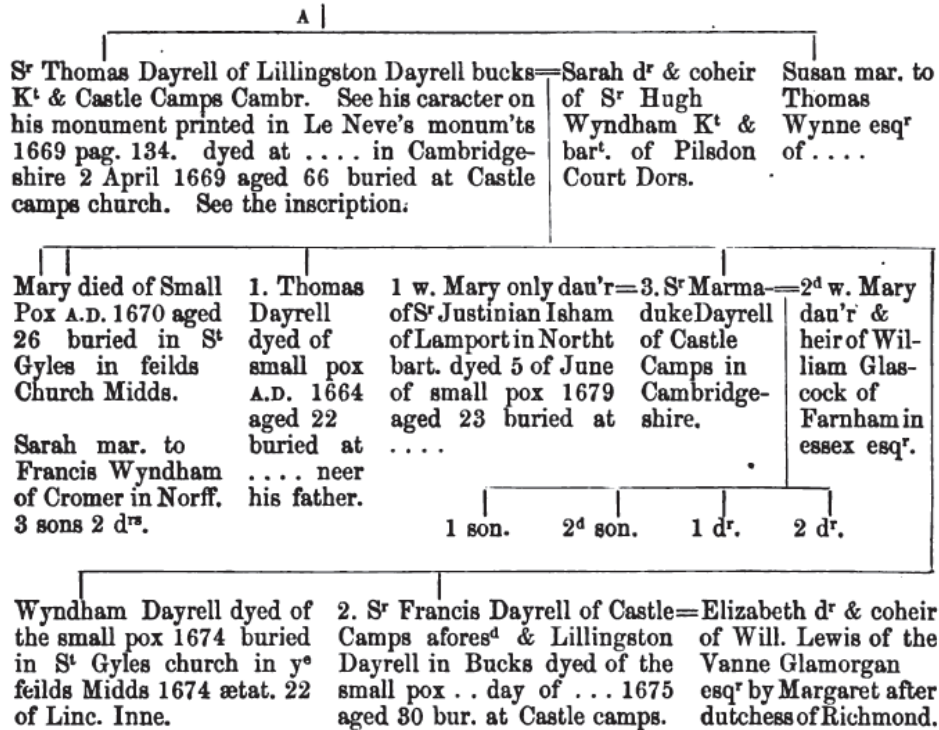 A
Sʳ Thomas Dayrell of Lillingston Dayrell bucks=
Kᵗ & Castle Camps Cambr. See his caracter on
his monument printed in Le Neve's monum'ts
1669 pag. 134. dyed at .... in Cambridge-
shire 2 April 1669 aged 66 buried at Castle
camps church. See the inscription.
Sarah dʳ & coheir
of Sʳ Hugh
Wyndham Kᵗ &
barᵗ. of Pilsdon
Court Dors.
Susan mar. to
Thomas
Wynne esqʳ
of ....
Mary died of Small
Pox A.D. 1670 aged
26 buried in Sᵗ
Gyles in feilds
Church Midds.
Sarah mar. to
Francis Wyndham
of Cromer in Norff.
3 sons 2 dʳˢ.
1. Thomas
Dayrell
dyed of
small pox
A.D. 1664
aged 22
buried at
.... neer
his father.
1 w. Mary only dau'r=
of Sʳ Justinian Isham
of Lamport in Northt
bart. dyed 5 of June
of small pox 1679
aged 23 buried at
....
3. Sʳ Marma-=
duke Dayrell
of Castle
Camps in
Cambridge-
shire.
2ᵈ w. Mary
dau'r &
heir of Wil-
liam Glas-
cock of
Farnham in
essex esqʳ.
1 son. 2ᵈ son. 1 dʳ. 2 dʳ.
Wyndham Dayrell dyed of
the small pox 1674 buried
in Sᵗ Gyles church in yᵉ
feilds Midds 1674 ætat. 22
of Linc. Inne.
2. Sʳ Francis Dayrell of Castle=
Camps aforesᵈ & Lillingston
Dayrell in Bucks dyed of the
small pox .. day of ... 1675
aged 30 bur. at Castle camps.
Elizabeth dʳ & coheir
of Will. Lewis of the
Vanne Glamorgan
esqʳ by Margaret after
dutchess of Richmond.